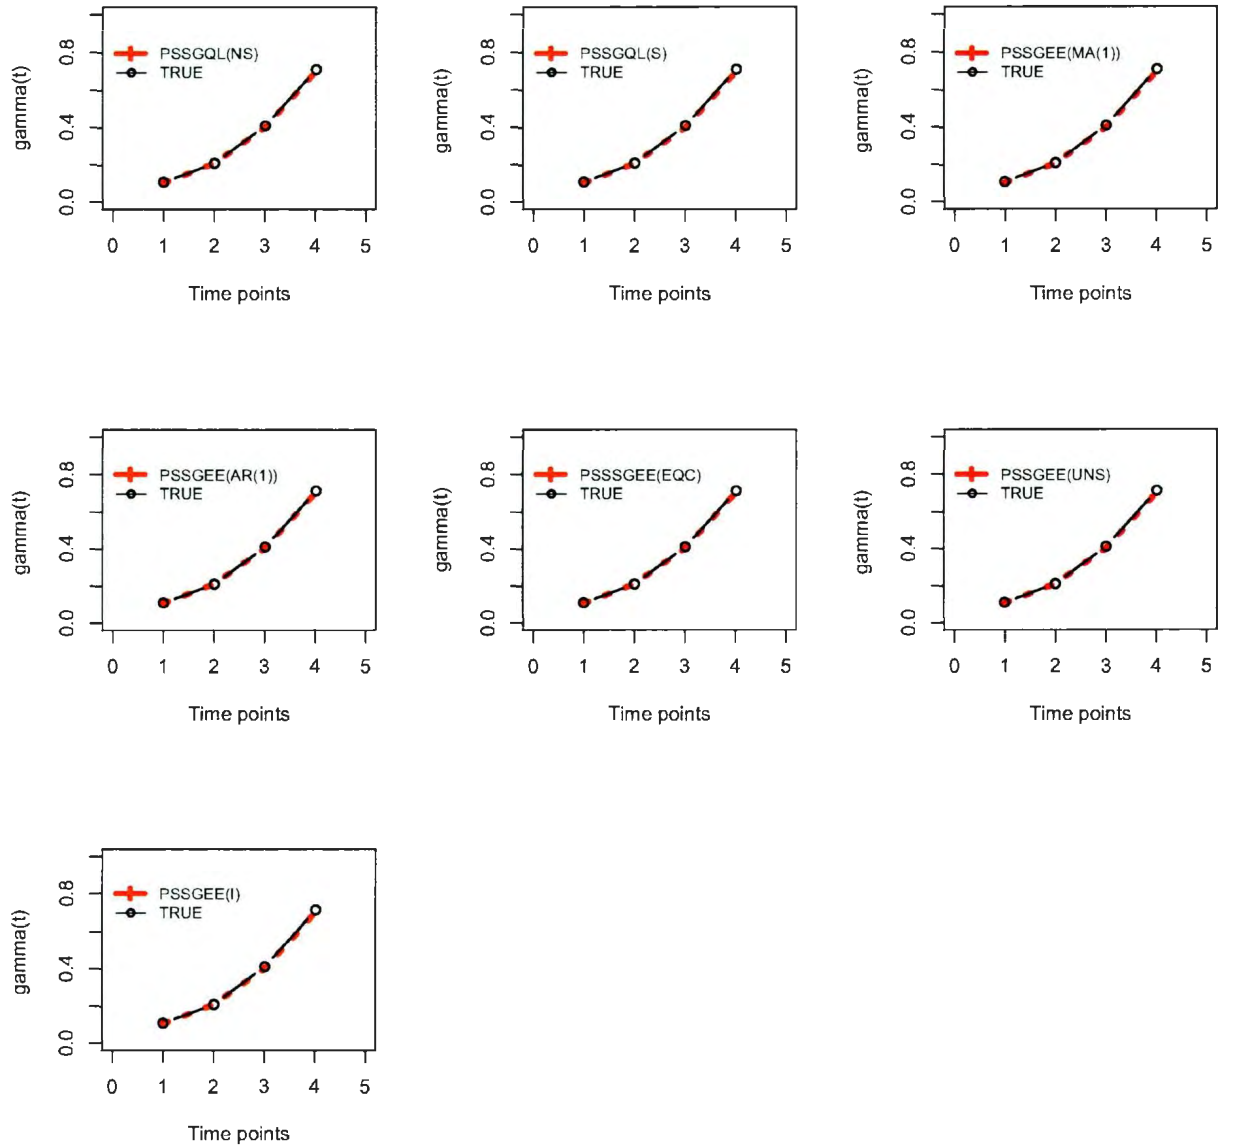 gamma(t)
0.0 0.4 0.8
PSSGQL(NS)
TRUE
0 1 2 3 4 5
Time points
gamma(t)
0.0 0.4 0.8
PSSGQL(S)
TRUE
0 1 2 3 4 5
Time points
gamma(t)
0.0 0.4 0.8
PSSGEE(MA(1))
TRUE
0 1 2 3 4 5
Time points
gamma(t)
0.0 0.4 0.8
PSSGEE(AR(1))
TRUE
0 1 2 3 4 5
Time points
gamma(t)
0.0 0.4 0.8
PSSSGEE(EQC)
TRUE
0 1 2 3 4 5
Time points
gamma(t)
0.0 0.4 0.8
PSSGEE(UNS)
TRUE
0 1 2 3 4 5
Time points
gamma(t)
0.0 0.4 0.8
PSSGEE(I)
TRUE
0 1 2 3 4 5
Time points